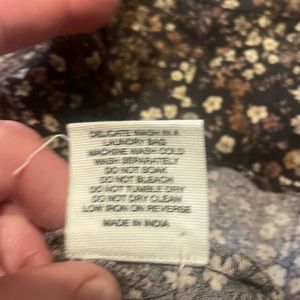 DELICATE WASH IN A
LAUNDRY BAG
MACHINE WASH COLD
WASH SEPARATELY
DO NOT SOAK
DO NOT BLEACH
DO NOT TUMBLE DRY
DO NOT DRY CLEAN
LOW IRON ON REVERSE
MADE IN INDIA